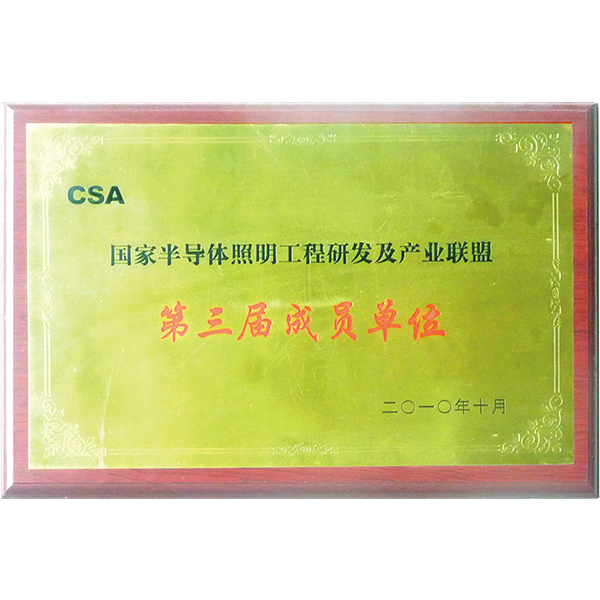 CSA
国家半导体照明工程研发及产业联盟
第三届成员单位
二〇一〇年十月